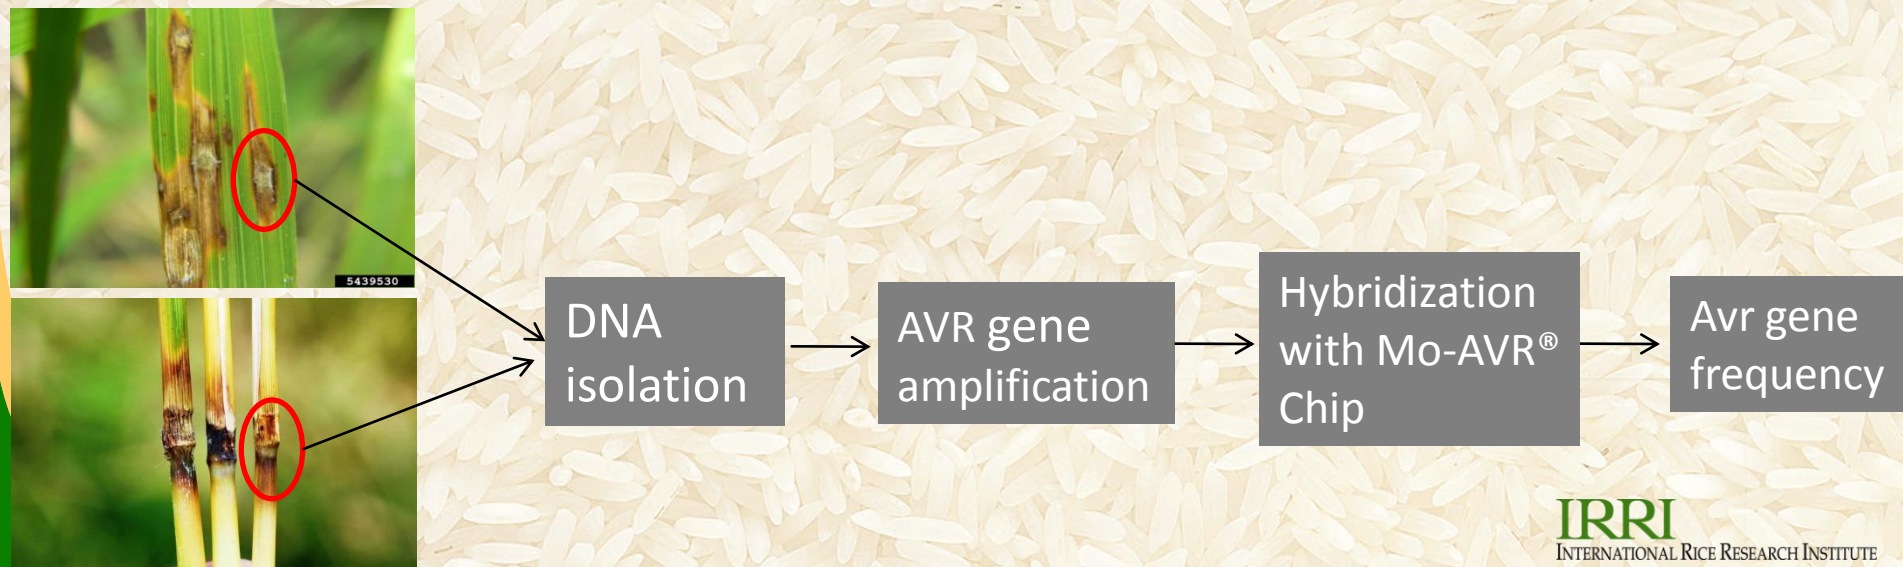 5439530
DNA
isolation
AVR gene
amplification
Hybridization
with Mo-AVR®
Chip
Avr gene
frequency
IRRI
INTERNATIONAL RICE RESEARCH INSTITUTE